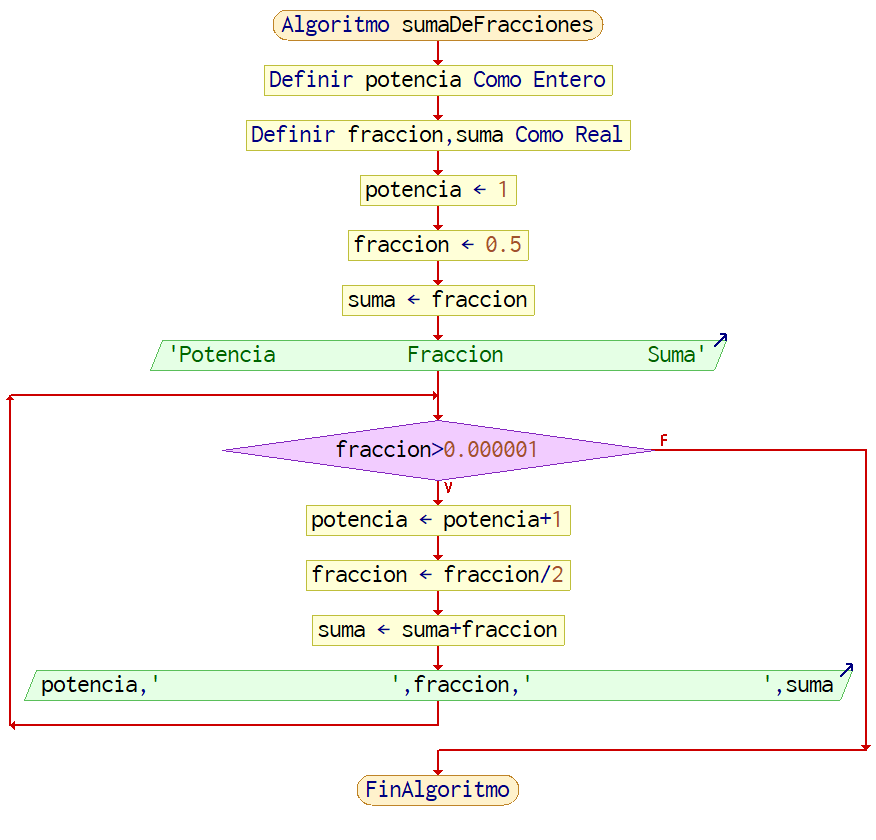 Algoritmo sumaDeFracciones
Definir potencia Como Entero
Definir fraccion,suma Como Real
potencia ← 1
fraccion ← 0.5
suma ← fraccion
'Potencia           Fraccion            Suma'
fraccion>0.000001
F
V
potencia ← potencia+1
fraccion ← fraccion/2
suma ← suma+fraccion
potencia,'                   ',fraccion,'                   ',suma
FinAlgoritmo